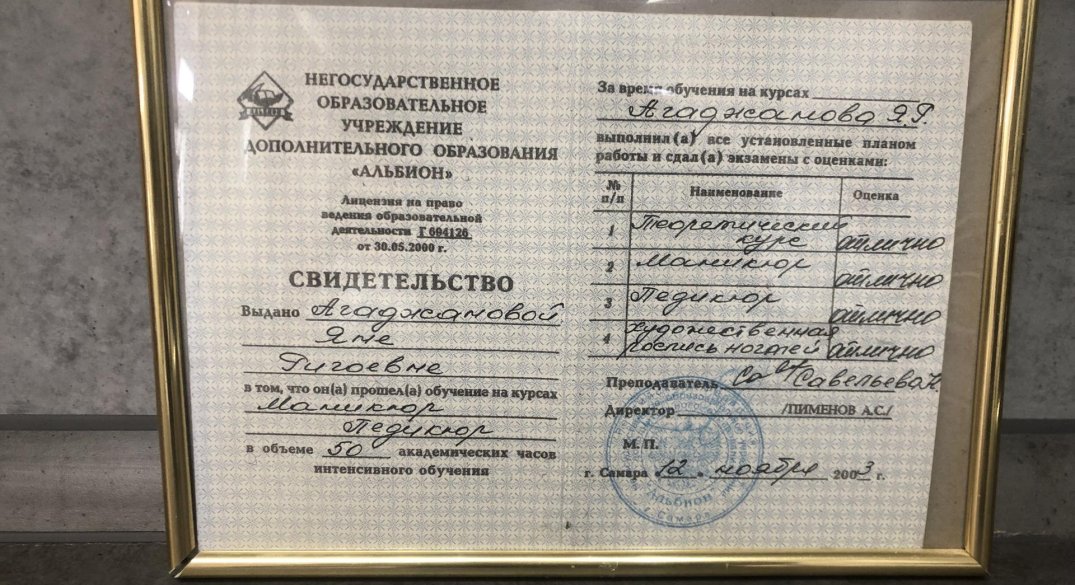 НЕГОСУДАРСТВЕННОЕ
ОБРАЗОВАТЕЛЬНОЕ
УЧРЕЖДЕНИЕ
ДОПОЛНИТЕЛЬНОГО ОБРАЗОВАНИЯ
«АЛЬБИОН»
Лицензия на право
ведения образовательной
деятельности Г 694126
от 30.05.2000 г.
СВИДЕТЕЛЬСТВО
Выдано Агаджановой
Яне
в том, что он(а) прошел(а) обучение на курсах
Маникюр
Педикюр
в объеме 50 академических часов
интенсивного обучения
За время обучения на курсах
Агаджанова Я.Р.
выполнил(а) все установленные планом
работы и сдал(а) экзамены с оценками:
№ п/п Наименование Оценка
1 Теоретический курс отлично
2 Маникюр отлично
3 Педикюр отлично
4 Художественная роспись ногтей отлично
Преподаватель Савельева
Директор /ПИМЕНОВ А.С./
М. П.
г. Самара 12 ноября 2003 г.
Альбион
г. Самара